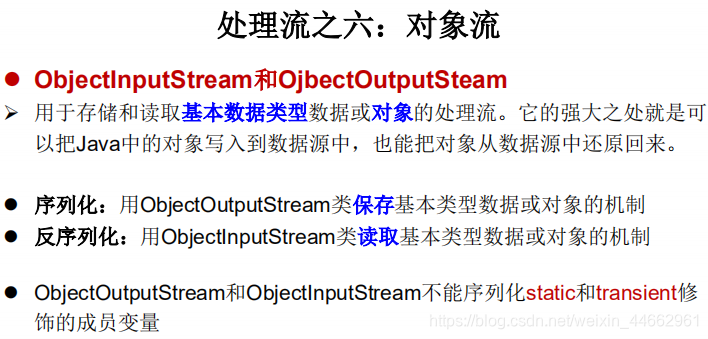 处理流之六：对象流
● ObjectInputStream和OjbectOutputSteam
➢ 用于存储和读取基本数据类型数据或对象的处理流。它的强大之处就是可
以把Java中的对象写入到数据源中，也能把对象从数据源中还原回来。
● 序列化：用ObjectOutputStream类保存基本类型数据或对象的机制
● 反序列化：用ObjectInputStream类读取基本类型数据或对象的机制
● ObjectOutputStream和ObjectInputStream不能序列化static和transient修
饰的成员变量
https://blog.csdn.net/weixin_44662961